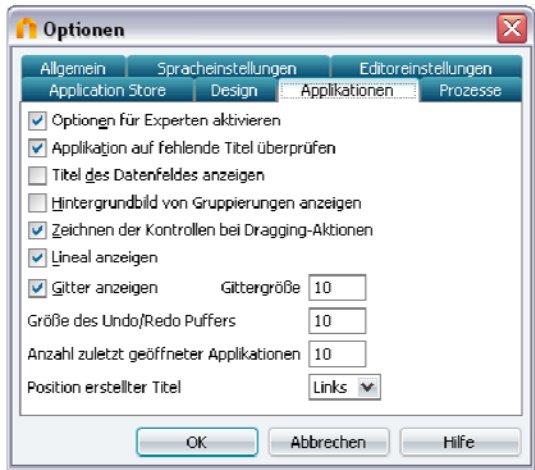 Optionen
Allgemein Spracheinstellungen Editoreinstellungen
Application Store Design Applikationen Prozesse
Optionen für Experten aktivieren
Applikation auf fehlende Titel überprüfen
Titel des Datenfeldes anzeigen
Hintergrundbild von Gruppierungen anzeigen
Zeichnen der Kontrollen bei Dragging-Aktionen
Lineal anzeigen
Gitter anzeigen Gittergröße 10
Größe des Undo/Redo Puffers 10
Anzahl zuletzt geöffneter Applikationen 10
Position erstellter Titel Links
OK Abbrechen Hilfe